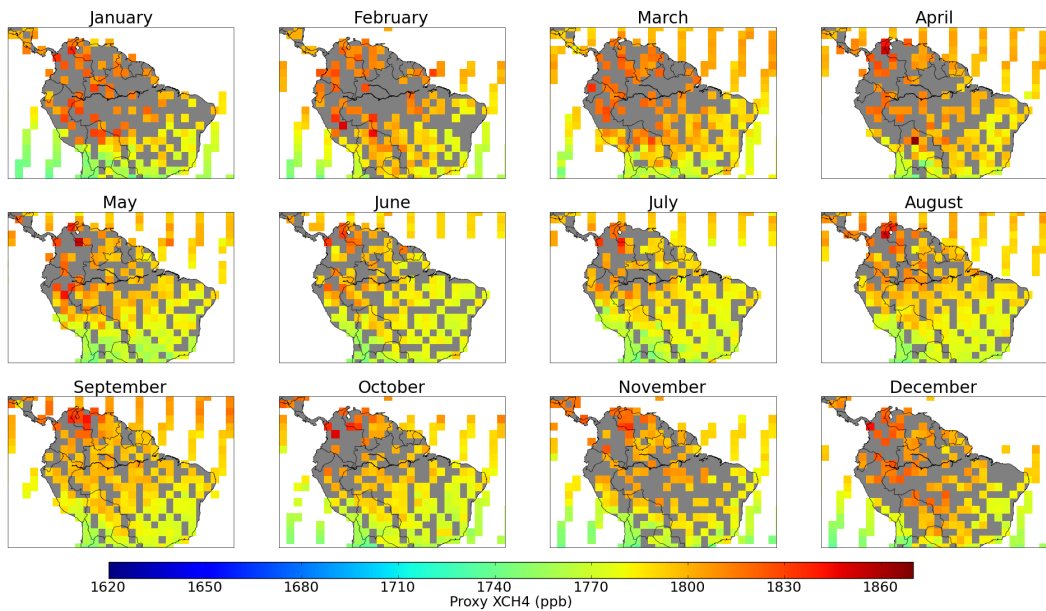 January February March April
May June July August
September October November December
1620 1650 1680 1710 1740 1770 1800 1830 1860
Proxy XCH4 (ppb)